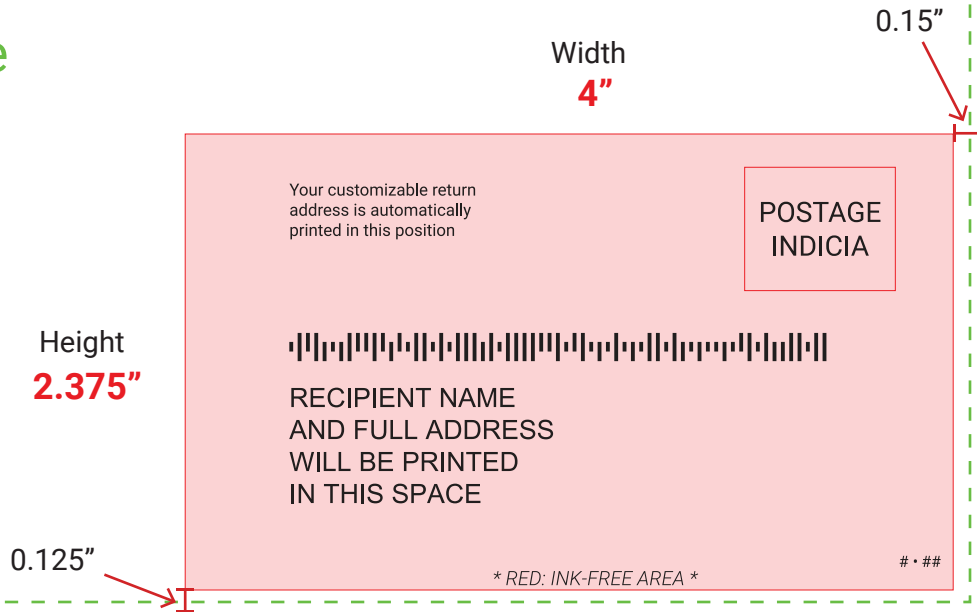 e
0.15”
Width
4”
Your customizable return
address is automatically
printed in this position
POSTAGE
INDICIA
Height
2.375”
RECIPIENT NAME
AND FULL ADDRESS
WILL BE PRINTED
IN THIS SPACE
0.125”
# • ##
* RED: INK-FREE AREA *